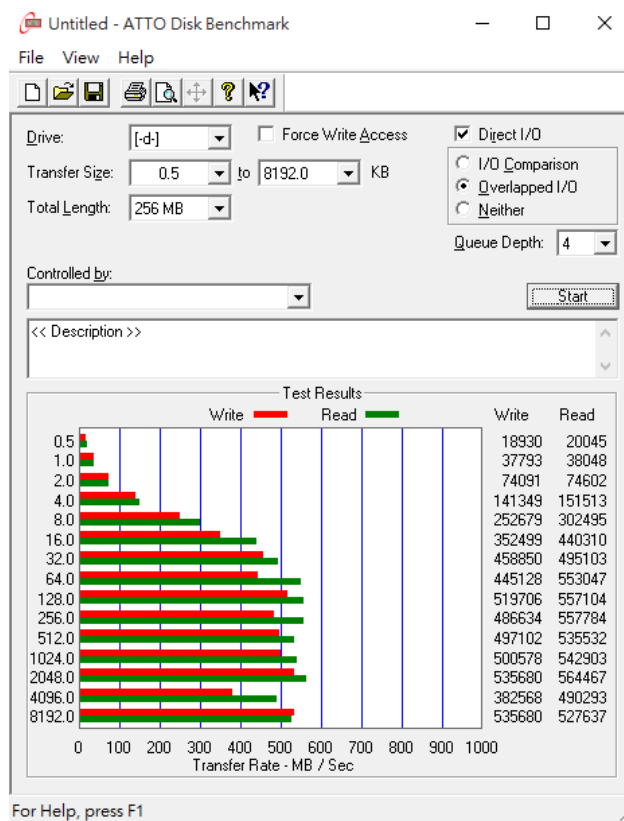 Untitled - ATTO Disk Benchmark
File View Help
Drive: [-d-] Force Write Access Direct I/O
Transfer Size: 0.5 to 8192.0 KB I/O Comparison
Overlapped I/O
Total Length: 256 MB Neither
Queue Depth: 4
Controlled by:
Start
<< Description >>
Test Results
Write Read Write Read
0.5 18930 20045
1.0 37793 38048
2.0 74091 74602
4.0 141349 151513
8.0 252679 302495
16.0 352499 440310
32.0 458850 495103
64.0 445128 553047
128.0 519706 557104
256.0 486634 557784
512.0 497102 535532
1024.0 500578 542903
2048.0 535680 564467
4096.0 382568 490293
8192.0 535680 527637
0 100 200 300 400 500 600 700 800 900 1000
Transfer Rate - MB / Sec
For Help, press F1